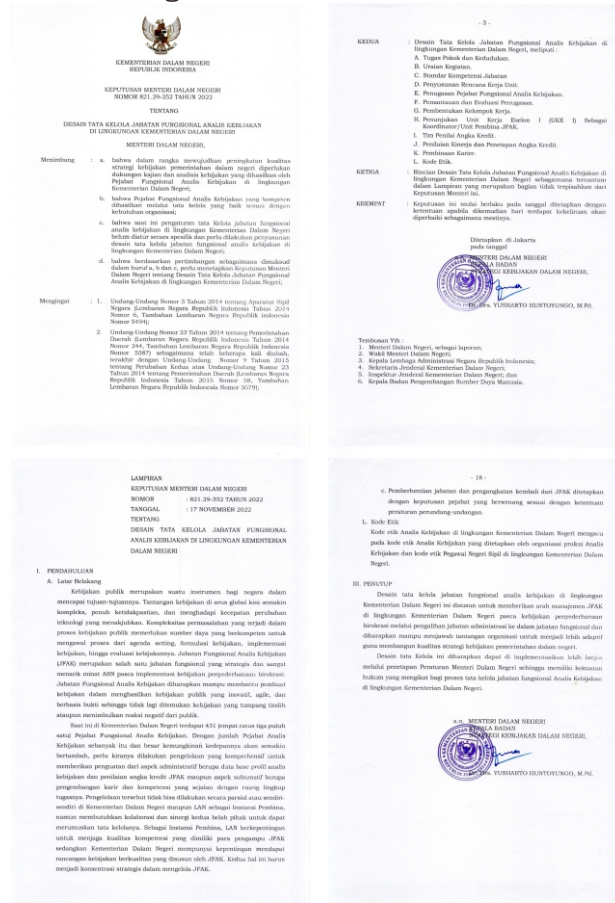 KEMENTERIAN DALAM NEGERI
REPUBLIK INDONESIA
KEPUTUSAN MENTERI DALAM NEGERI
NOMOR 821.29-352 TAHUN 2022
TENTANG
DESAIN TATA KELOLA JABATAN FUNGSIONAL ANALIS KEBIJAKAN
DI LINGKUNGAN KEMENTERIAN DALAM NEGERI
MENTERI DALAM NEGERI,
Menimbang : a. bahwa dalam rangka mewujudkan peningkatan kualitas
strategi kebijakan pemerintahan dalam negeri diperlukan
dukungan kajian dan analisis kebijakan yang dihasilkan oleh
Pejabat Fungsional Analis Kebijakan di lingkungan
Kementerian Dalam Negeri;
b. bahwa Pejabat Fungsional Analis Kebijakan yang kompeten
dihasilkan melalui tata kelola yang baik sesuai dengan
kebutuhan organisasi;
c. bahwa saat ini pengaturan tata kelola jabatan fungsional
analis kebijakan di lingkungan Kementerian Dalam Negeri
belum diatur secara spesifik dan perlu dilakukan penyusunan
desain tata kelola jabatan fungsional analis kebijakan di
lingkungan Kementerian Dalam Negeri;
d. bahwa berdasarkan pertimbangan sebagaimana dimaksud
dalam huruf a, b dan c, perlu menetapkan Keputusan Menteri
Dalam Negeri tentang Desain Tata Kelola Jabatan Fungsional
Analis Kebijakan di Lingkungan Kementerian Dalam Negeri;
Mengingat : 1. Undang-Undang Nomor 5 Tahun 2014 tentang Aparatur Sipil
Negara (Lembaran Negara Republik Indonesia Tahun 2014
Nomor 6, Tambahan Lembaran Negara Republik Indonesia
Nomor 5494);
2. Undang-Undang Nomor 23 Tahun 2014 tentang Pemerintahan
Daerah (Lembaran Negara Republik Indonesia Tahun 2014
Nomor 244, Tambahan Lembaran Negara Republik Indonesia
Nomor 5587) sebagaimana telah beberapa kali diubah,
terakhir dengan Undang-Undang Nomor 9 Tahun 2015
tentang Perubahan Kedua atas Undang-Undang Nomor 23
Tahun 2014 tentang Pemerintahan Daerah (Lembaran Negara
Republik Indonesia Tahun 2015 Nomor 58, Tambahan
Lembaran Negara Republik Indonesia Nomor 5679);
- 3 -
KEDUA : Desain Tata Kelola Jabatan Fungsional Analis Kebijakan di
lingkungan Kementerian Dalam Negeri, meliputi :
A. Tugas Pokok dan Kedudukan.
B. Uraian Kegiatan.
C. Standar Kompetensi Jabatan
D. Penyusunan Rencana Kerja Unit.
E. Penugasan Pejabat Fungsional Analis Kebijakan.
F. Pemantauan dan Evaluasi Penugasan.
G. Pembentukan Kelompok Kerja.
H. Penunjukan Unit Kerja Eselon I (UKE I) Sebagai
Koordinator/Unit Pembina JFAK.
I. Tim Penilai Angka Kredit.
J. Penilaian Kinerja dan Penetapan Angka Kredit.
K. Pembinaan Karier.
L. Kode Etik.
KETIGA : Rincian Desain Tata Kelola Jabatan Fungsional Analis Kebijakan di
lingkungan Kementerian Dalam Negeri sebagaimana tercantum
dalam Lampiran yang merupakan bagian tidak terpisahkan dari
Keputusan Menteri ini.
KEEMPAT : Keputusan ini mulai berlaku pada tanggal ditetapkan dengan
ketentuan apabila dikemudian hari terdapat kekeliruan akan
diperbaiki sebagaimana mestinya.
Ditetapkan di Jakarta
pada tanggal
MENTERI DALAM NEGERI
KEPALA BADAN
STRATEGI KEBIJAKAN DALAM NEGERI,
Dr. Drs. YUSHARTO HUNTOYUNGO, M.Pd.
Tembusan Yth :
1. Menteri Dalam Negeri, sebagai laporan;
2. Wakil Menteri Dalam Negeri;
3. Kepala Lembaga Administrasi Negara Republik Indonesia;
4. Sekretaris Jenderal Kementerian Dalam Negeri;
5. Inspektur Jenderal Kementerian Dalam Negeri; dan
6. Kepala Badan Pengembangan Sumber Daya Manusia.
LAMPIRAN
KEPUTUSAN MENTERI DALAM NEGERI
NOMOR : 821.29-352 TAHUN 2022
TANGGAL : 17 NOVEMBER 2022
TENTANG
DESAIN TATA KELOLA JABATAN FUNGSIONAL
ANALIS KEBIJAKAN DI LINGKUNGAN KEMENTERIAN
DALAM NEGERI
I. PENDAHULUAN
A. Latar Belakang
Kebijakan publik merupakan suatu instrumen bagi negara dalam
mencapai tujuan-tujuannya. Tantangan kebijakan di arus global kini semakin
kompleks, penuh ketidakpastian, dan menghadapi kecepatan perubahan
teknologi yang menakjubkan. Kompleksitas permasalahan yang terjadi dalam
proses kebijakan publik memerlukan sumber daya yang berkompeten untuk
mengawal proses dari agenda setting, formulasi kebijakan, implementasi
kebijakan, hingga evaluasi kebijakannya. Jabatan Fungsional Analis Kebijakan
(JFAK) merupakan salah satu jabatan fungsional yang strategis dan sangat
menarik minat ASN pasca implementasi kebijakan penyederhanaan birokrasi.
Jabatan Fungsional Analis Kebijakan diharapkan mampu membantu pembuat
kebijakan dalam menghasilkan kebijakan publik yang inovatif, agile, dan
berbasis bukti sehingga tidak lagi ditemukan kebijakan yang tumpang tindih
ataupun menimbulkan reaksi negatif dari publik.
Saat ini di Kementerian Dalam Negeri terdapat 431 (empat ratus tiga puluh
satu) Pejabat Fungsional Analis Kebijakan. Dengan jumlah Pejabat Analis
Kebijakan sebanyak itu dan besar kemungkinan kedepannya akan semakin
bertambah, perlu kiranya dilakukan pengelolaan yang komprehensif untuk
memberikan penguatan dari aspek administratif berupa data base profil analis
kebijakan dan penilaian angka kredit JFAK maupun aspek substantif berupa
pengembangan karir dan kompetensi yang sejalan dengan ruang lingkup
tugasnya. Pengelolaan tersebut tidak bisa dilakukan secara parsial atau sendiri-
sendiri di Kementerian Dalam Negeri maupun LAN sebagai Instansi Pembina,
namun membutuhkan kolaborasi dan sinergi kedua belah pihak untuk dapat
merumuskan tata kelolanya. Sebagai Instansi Pembina, LAN berkepentingan
untuk menjaga kualitas kompetensi yang dimiliki para pengampu JFAK
sedangkan Kementerian Dalam Negeri mempunyai kepentingan mendapat
rancangan kebijakan berkualitas yang disusun oleh JFAK. Kedua hal ini harus
menjadi konsentrasi strategis dalam mengelola JFAK.
- 18 -
c. Pemberhentian jabatan dan pengangkatan kembali dari JFAK ditetapkan
dengan keputusan pejabat yang berwenang sesuai dengan ketentuan
peraturan perundang-undangan.
L. Kode Etik
Kode etik Analis Kebijakan di lingkungan Kementerian Dalam Negeri mengacu
pada kode etik Analis Kebijakan yang ditetapkan oleh organisasi profesi Analis
Kebijakan dan kode etik Pegawai Negeri Sipil di lingkungan Kementerian Dalam
Negeri.
III. PENUTUP
Desain tata kelola jabatan fungsional analis kebijakan di lingkungan
Kementerian Dalam Negeri ini disusun untuk memberikan arah manajemen JFAK
di lingkungan Kementerian Dalam Negeri pasca kebijakan penyederhanaan
birokrasi melalui pengalihan jabatan administrasi ke dalam jabatan fungsional dan
diharapkan mampu menjawab tantangan organisasi untuk menjadi lebih adaptif
guna membangun kualitas strategi kebijakan pemerintahan dalam negeri.
Desain tata Kelola ini diharapkan dapat di implementasikan lebih lanjut
melalui penetapan Peraturan Menteri Dalam Negeri sehingga memiliki kekuatan
hukum yang mengikat bagi proses tata kelola jabatan fungsional Analis Kebijakan
di lingkungan Kementerian Dalam Negeri.
a.n. MENTERI DALAM NEGERI
KEPALA BADAN
STRATEGI KEBIJAKAN DALAM NEGERI
Dr. Drs. YUSHARTO HUNTOYUNGO, M.Pd.